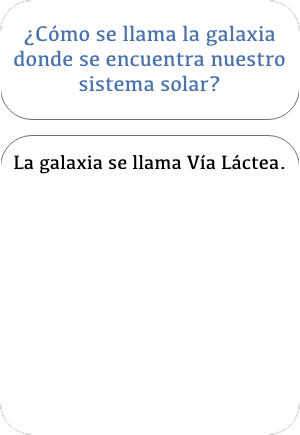 ¿Cómo se llama la galaxia
donde se encuentra nuestro
sistema solar?
La galaxia se llama Vía Láctea.